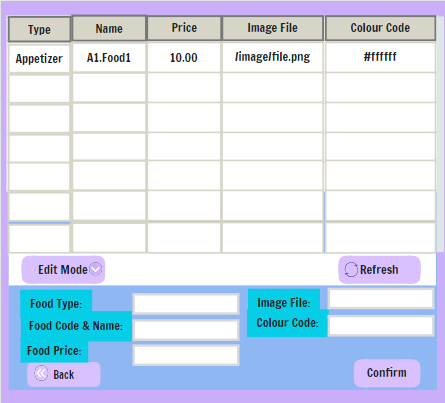 Type Name Price Image File Colour Code
Appetizer A1.Food1 10.00 /image/file.png #ffffff
Edit Mode Refresh
Food Type: Image File:
Food Code & Name: Colour Code:
Food Price:
Back Confirm